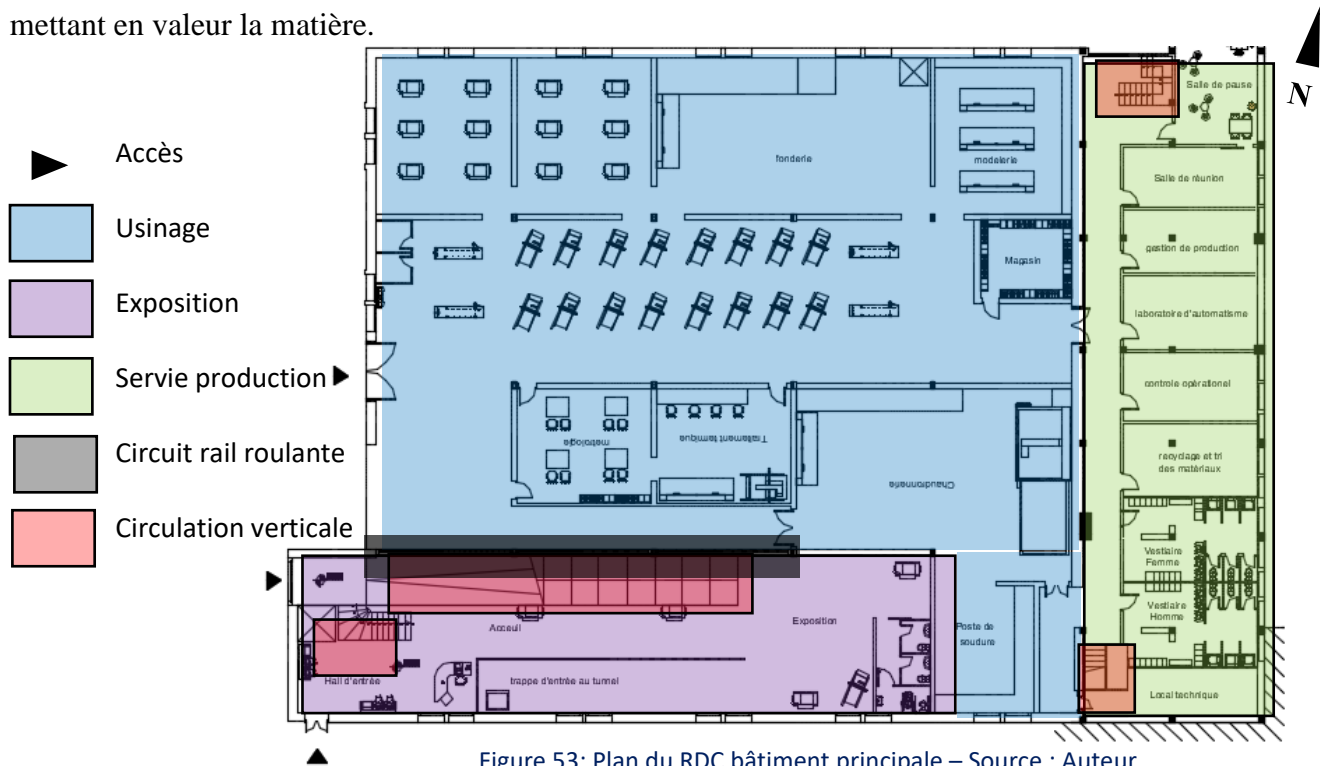 mettant en valeur la matière.
N
Accès
Usinage
Exposition
Servie production
Circuit rail roulante
Circulation verticale
fonderie
modelerie
Magasin
metrologie
Traitement termique
Chaudronnerie
Salle de pause
Salle de réunion
gestion de production
laboratoire d'automatisme
controle opérationel
recyclage et tri
des matériaux
Vestiaire
Femme
Vestiaire
Homme
Local technique
Poste de
soudure
Acceuil
Exposition
Hall d'entrée
trappe d'entrée au tunnel
Figure 53: Plan du RDC bâtiment principale – Source : Auteur